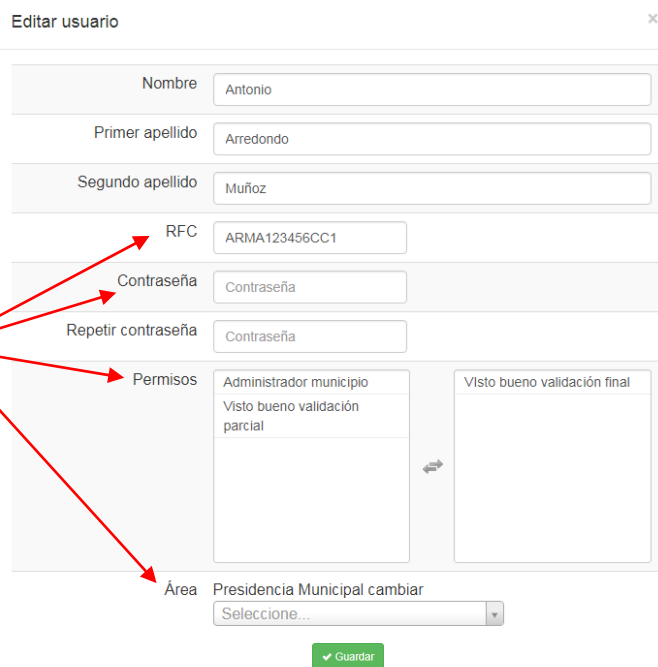 Editar usuario ×
Nombre Antonio
Primer apellido Arredondo
Segundo apellido Muñoz
RFC ARMA123456CC1
Contraseña Contraseña
Repetir contraseña Contraseña
Permisos Administrador municipio VIsto bueno validación final
Visto bueno validación
parcial
Área Presidencia Municipal cambiar
Seleccione...
Guardar